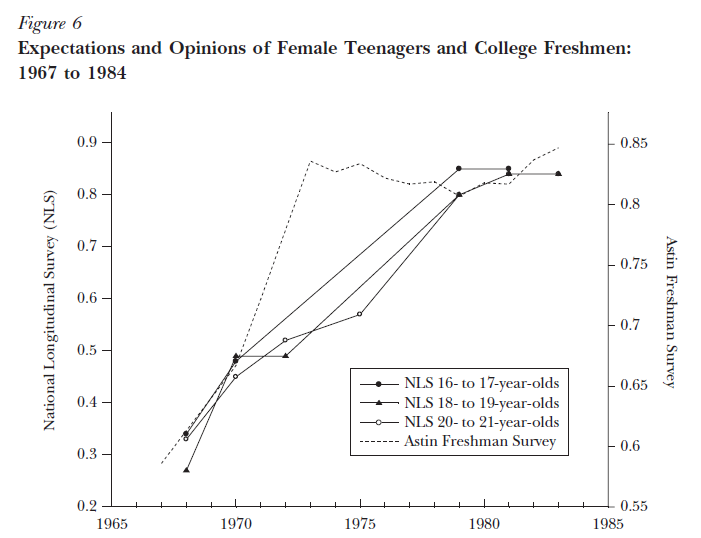 Figure 6
Expectations and Opinions of Female Teenagers and College Freshmen:
1967 to 1984
National Longitudinal Survey (NLS)
0.9
0.8
0.7
0.6
0.5
0.4
0.3
0.2
0.85
0.8
0.75
0.7
0.65
0.6
0.55
Astin Freshman Survey
NLS 16- to 17-year-olds
NLS 18- to 19-year-olds
NLS 20- to 21-year-olds
Astin Freshman Survey
1965 1970 1975 1980 1985